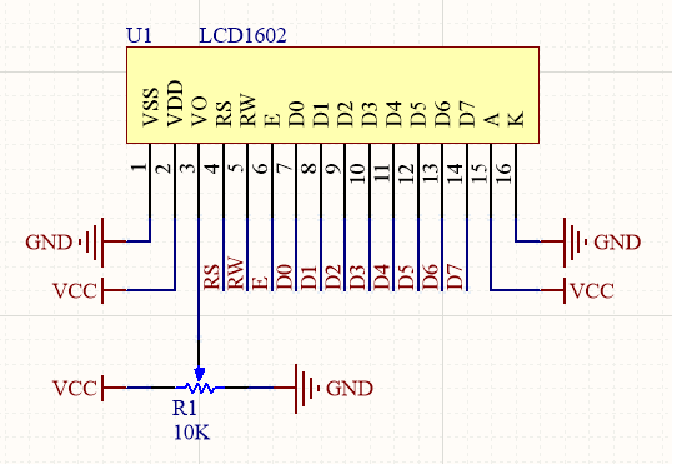 U1 LCD1602
VSS VDD VO RS RW E D0 D1 D2 D3 D4 D5 D6 D7 A K
1 2 3 4 5 6 7 8 9 10 11 12 13 14 15 16
GND GND
RS RW E D0 D1 D2 D3 D4 D5 D6 D7
VCC VCC
VCC GND
R1
10K